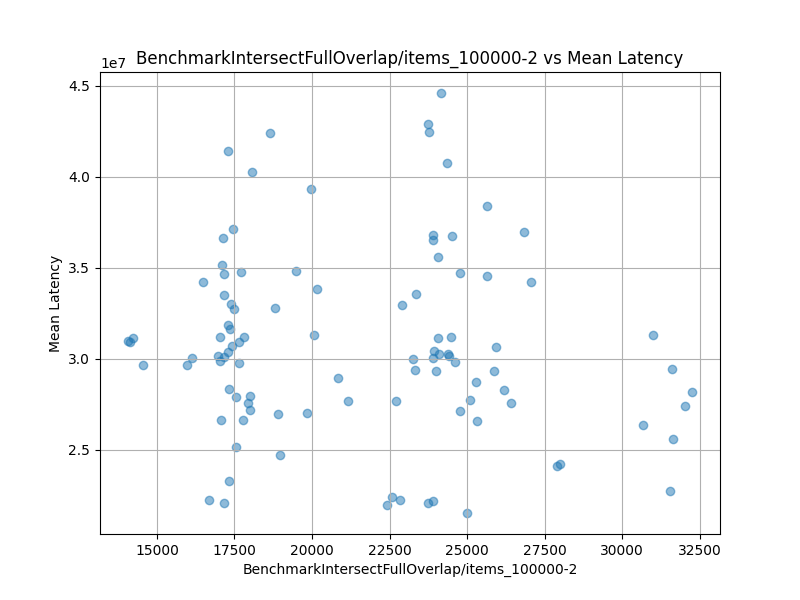 BenchmarkIntersectFullOverlap/items_100000-2 vs Mean Latency
1e7
4.5
4.0
3.5
3.0
2.5
Mean Latency
15000 17500 20000 22500 25000 27500 30000 32500
BenchmarkIntersectFullOverlap/items_100000-2